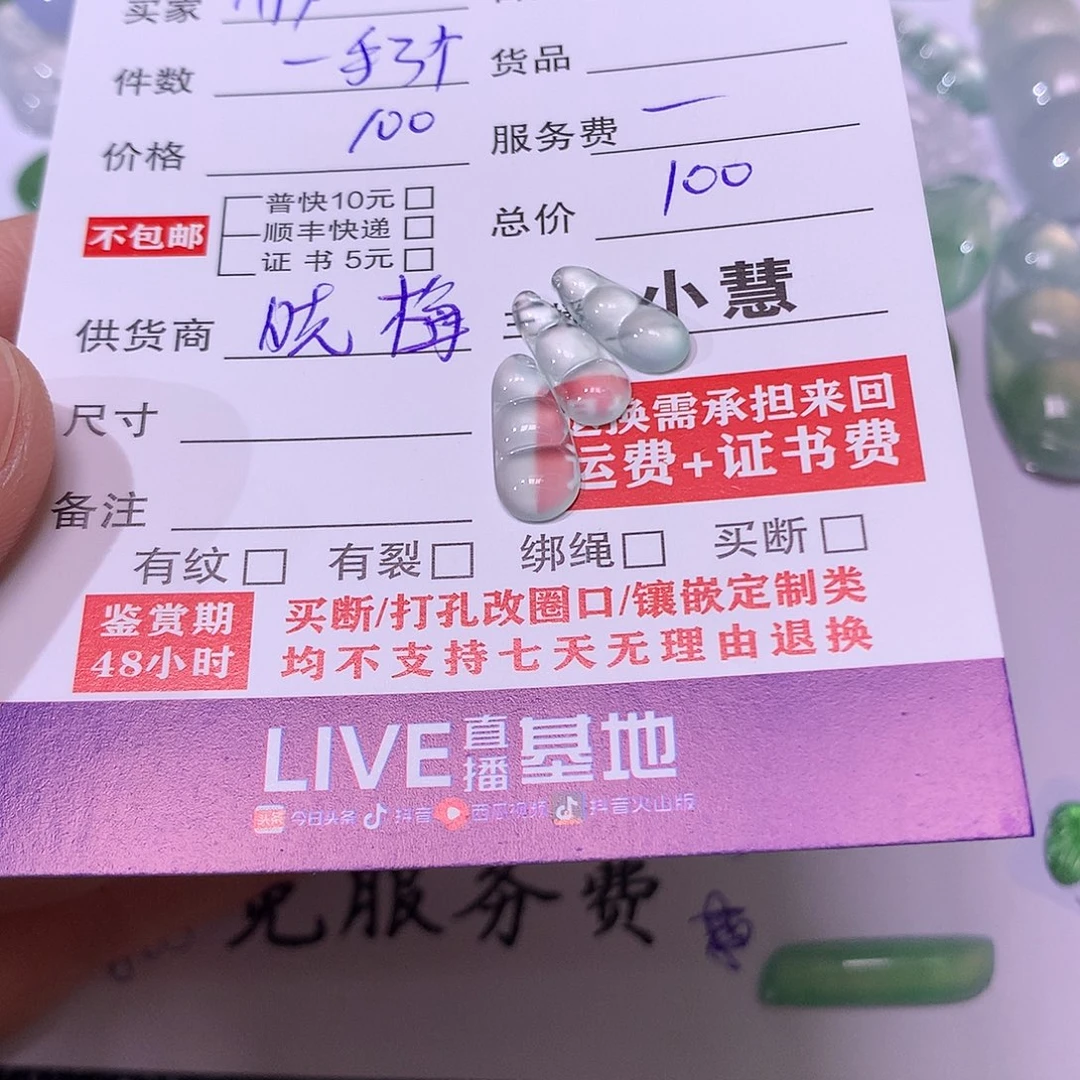 买家
件数 一手3个
货品
价格 100
服务费 一
不包邮
普快10元
顺丰快递
证书 5元
总价 100
供货商 晓梅
主 小慧
尺寸
换需承担来回
运费+证书费
备注
有纹 有裂 绑绳 买断
鉴赏期
48小时
买断/打孔改圈口/镶嵌定制类
均不支持七天无理由退换
LIVE直播基地
头条 今日头条 抖音 西瓜视频 抖音火山版
服务费